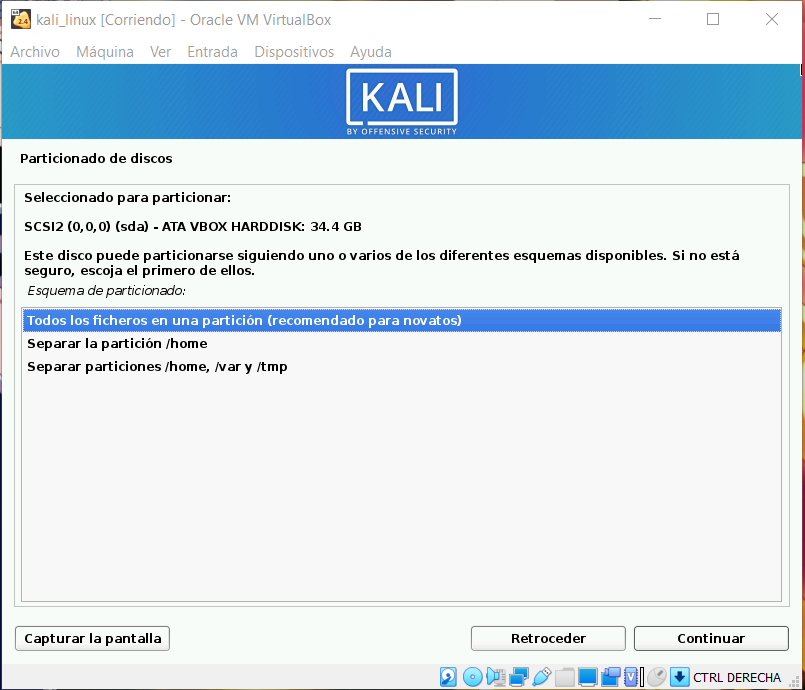 kali_linux [Corriendo] - Oracle VM VirtualBox
Archivo Máquina Ver Entrada Dispositivos Ayuda
KALI
BY OFFENSIVE SECURITY
Particionado de discos
Seleccionado para particionar:
SCSI2 (0,0,0) (sda) - ATA VBOX HARDDISK: 34.4 GB
Este disco puede particionarse siguiendo uno o varios de los diferentes esquemas disponibles. Si no está
seguro, escoja el primero de ellos.
Esquema de particionado:
Todos los ficheros en una partición (recomendado para novatos)
Separar la partición /home
Separar particiones /home, /var y /tmp
Capturar la pantalla Retroceder Continuar
CTRL DERECHA